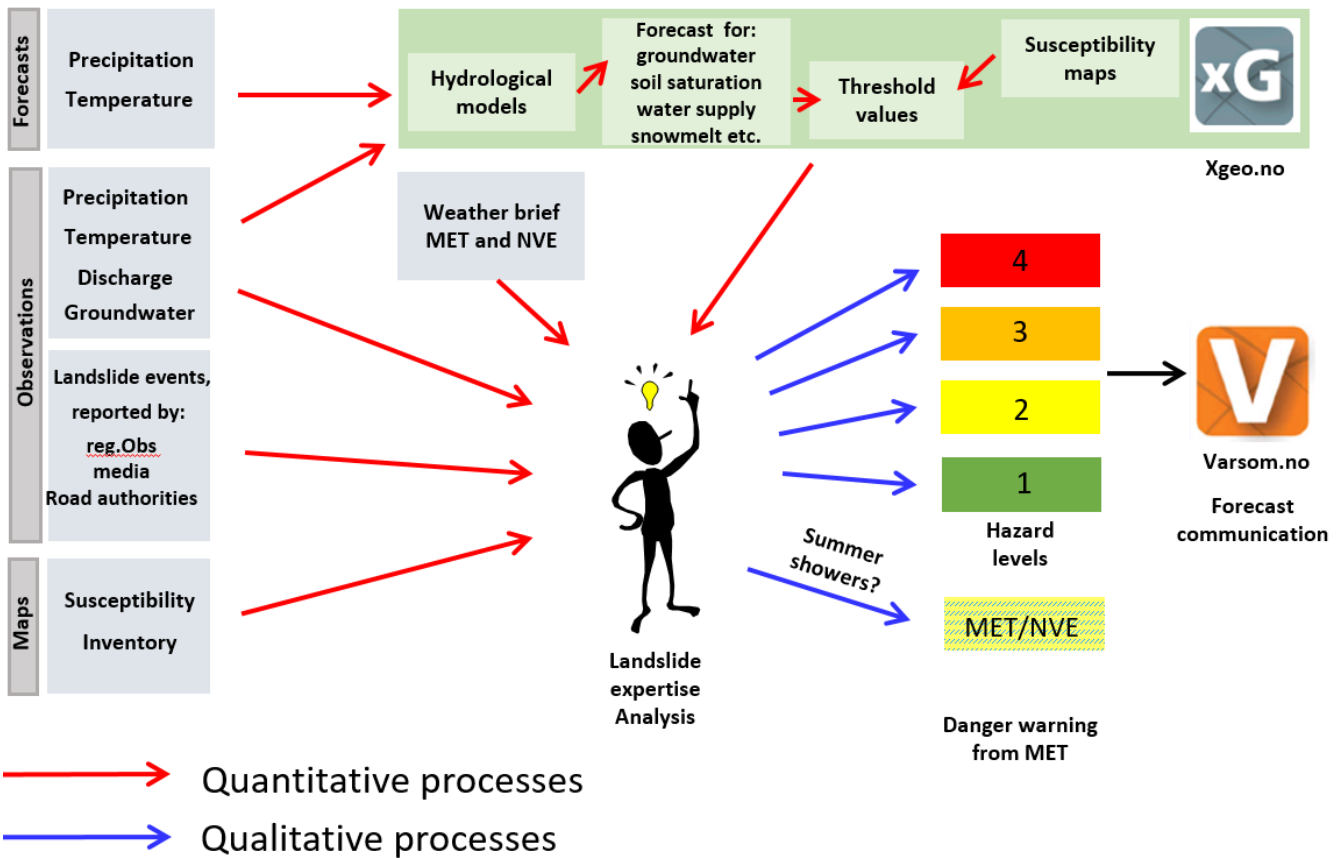 Forecasts
Precipitation
Temperature
Hydrological
models
Forecast for:
groundwater
soil saturation
water supply
snowmelt etc.
Threshold
values
Susceptibility
maps
xG
Xgeo.no
Observations
Precipitation
Temperature
Discharge
Groundwater
Landslide events,
reported by:
reg.Obs
media
Road authorities
Weather brief
MET and NVE
Maps
Susceptibility
Inventory
Landslide
expertise
Analysis
4
3
2
1
Hazard
levels
Summer
showers?
MET/NVE
Danger warning
from MET
V
Varsom.no
Forecast
communication
Quantitative processes
Qualitative processes